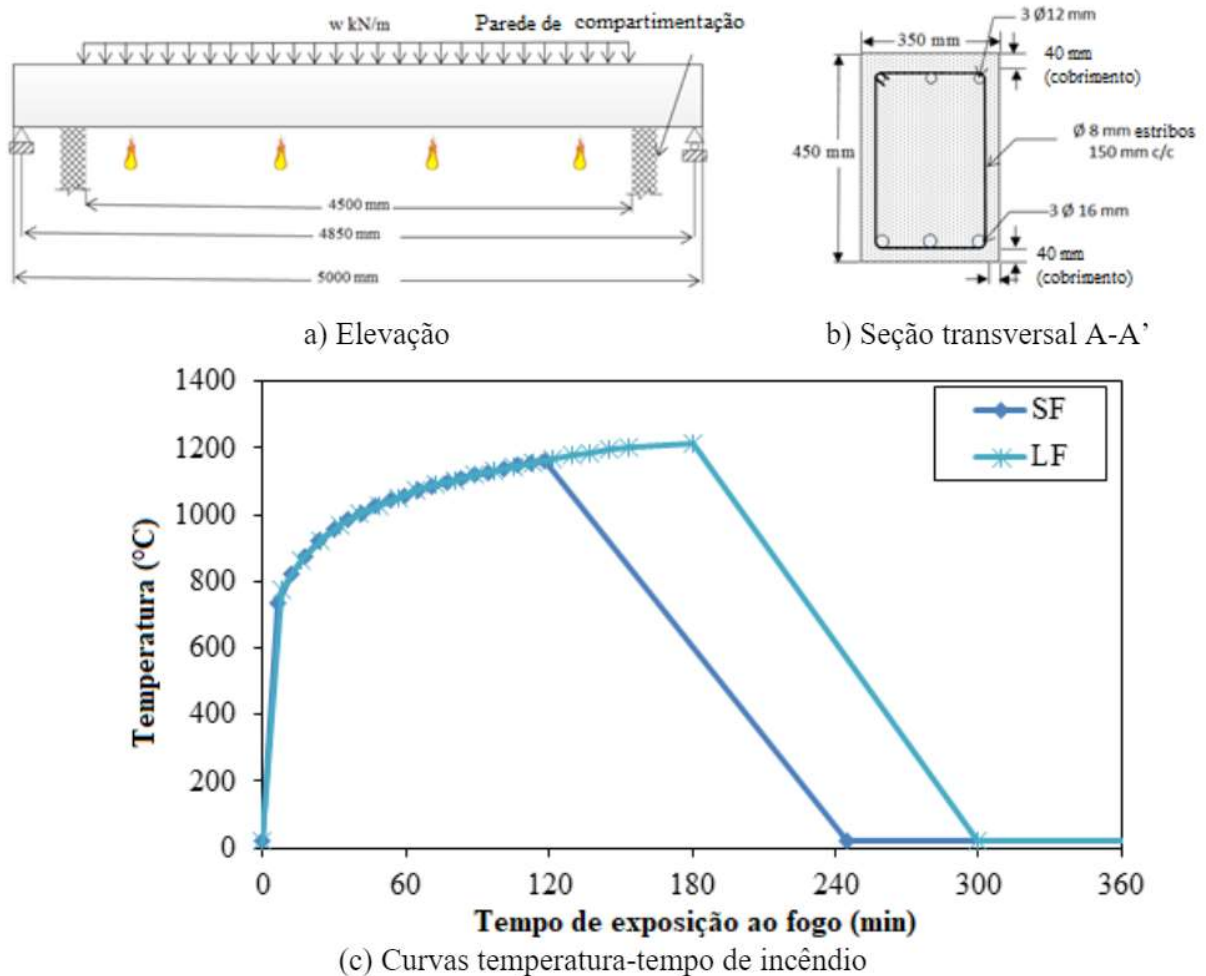 w kN/m
Parede de
compartimentação
4500 mm
4850 mm
5000 mm
a) Elevação
3 Ø12 mm
350 mm
40 mm
(cobrimento)
450 mm
Ø 8 mm estribos
150 mm c/c
3 Ø 16 mm
40 mm
(cobrimento)
b) Seção transversal A-A’
Temperatura (°C)
1400
1200
1000
800
600
400
200
0
SF
LF
0 60 120 180 240 300 360
Tempo de exposição ao fogo (min)
(c) Curvas temperatura-tempo de incêndio